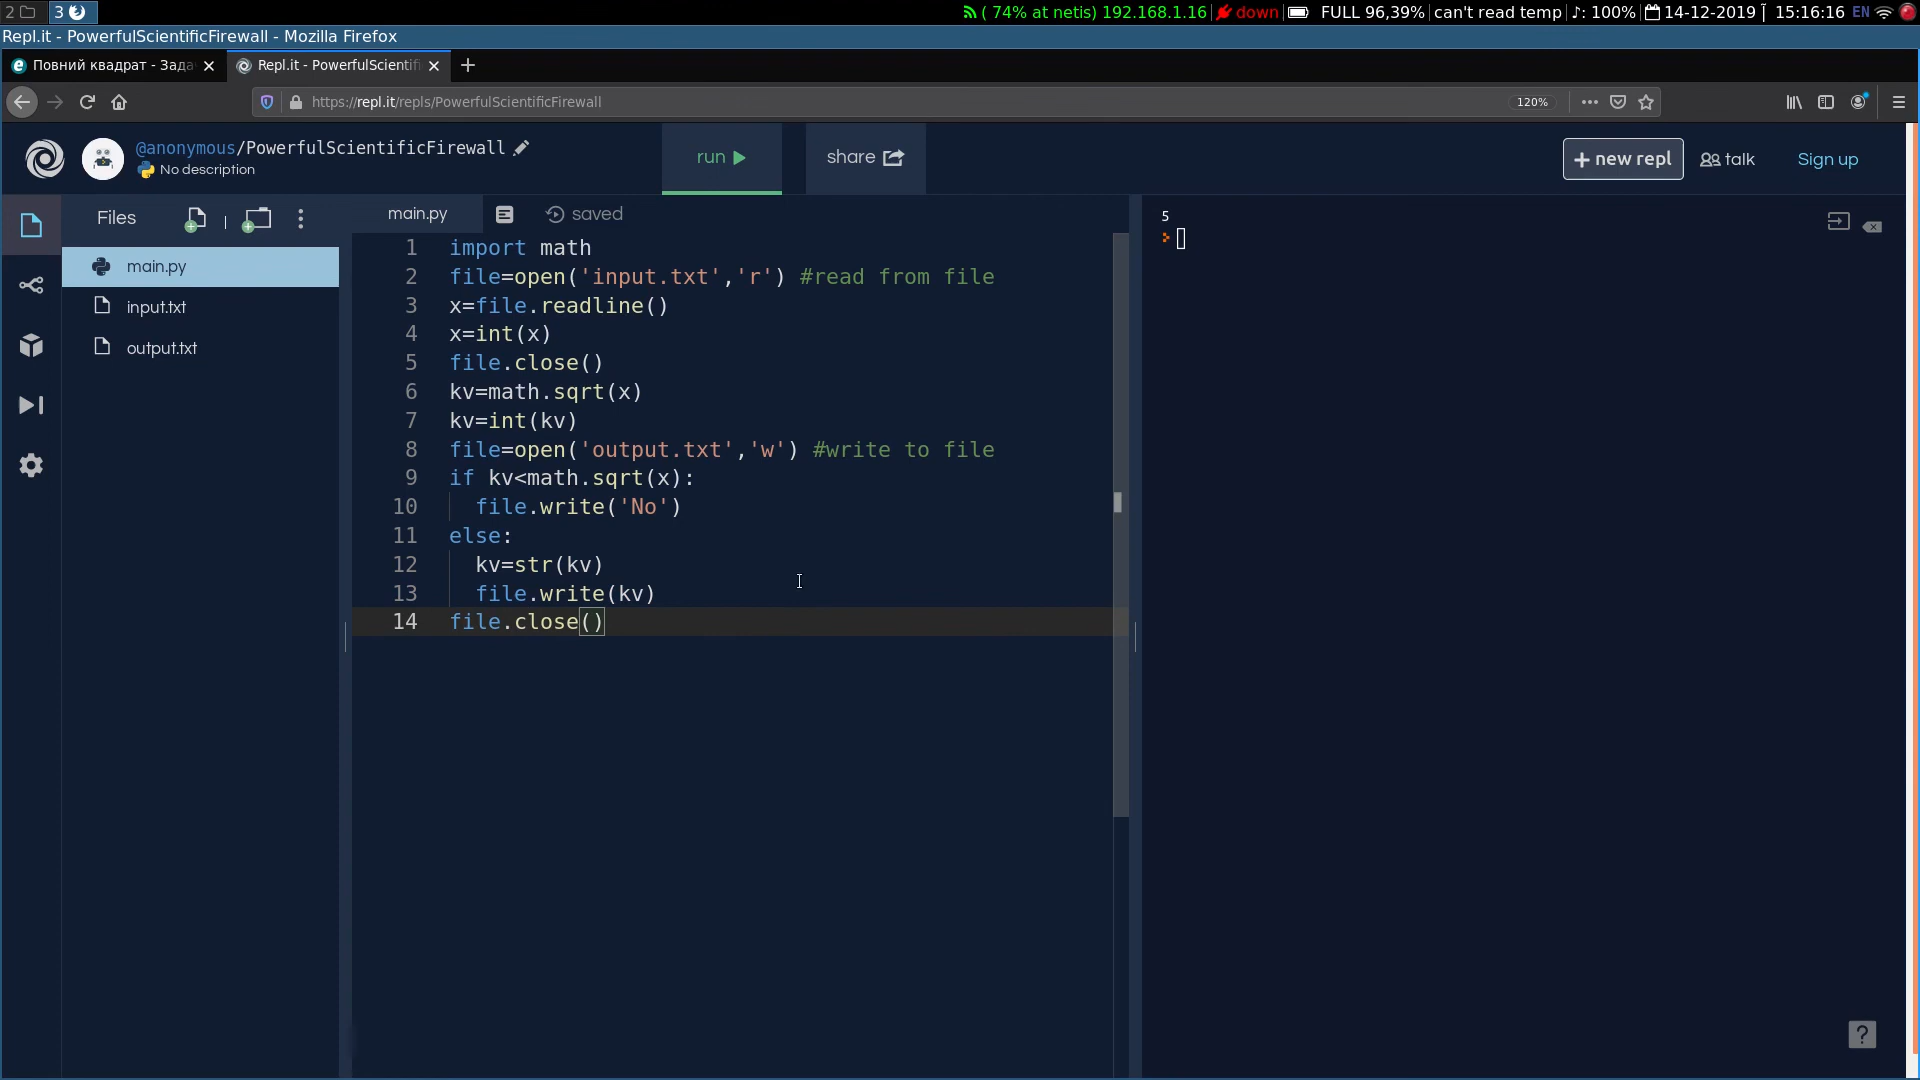 2 3 ( 74% at netis) 192.168.1.16 down FULL 96,39% can't read temp ♪: 100% 14-12-2019 15:16:16 EN
Repl.it - PowerfulScientificFirewall - Mozilla Firefox
Повний квадрат - Зада Repl.it - PowerfulScientif
https://repl.it/repls/PowerfulScientificFirewall 120%
@anonymous/PowerfulScientificFirewall run share + new repl talk Sign up
No description
Files main.py saved 5
main.py
input.txt
output.txt
1 import math
2 file=open('input.txt','r') #read from file
3 x=file.readline()
4 x=int(x)
5 file.close()
6 kv=math.sqrt(x)
7 kv=int(kv)
8 file=open('output.txt','w') #write to file
9 if kv<math.sqrt(x):
10 file.write('No')
11 else:
12 kv=str(kv)
13 file.write(kv)
14 file.close()
?